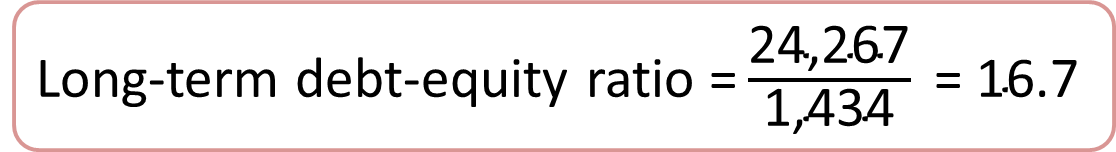 Long-term debt-equity ratio = 24,267 / 1,434 = 16.7